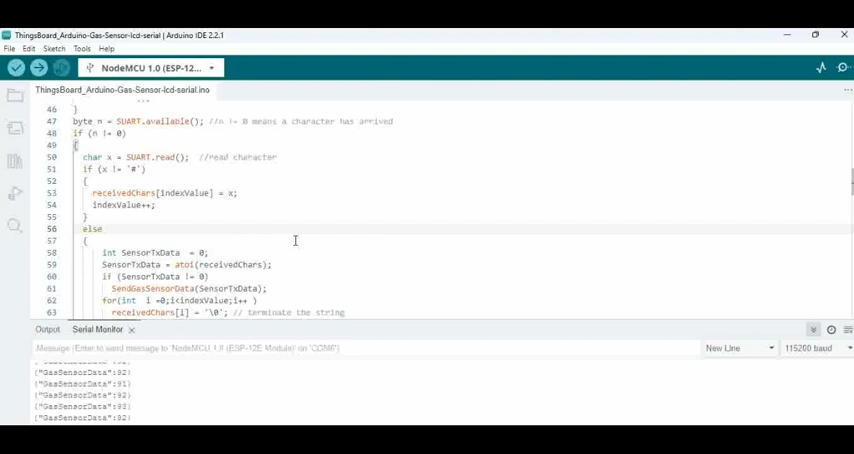 ThingsBoard_Arduino-Gas-Sensor-lcd-serial | Arduino IDE 2.2.1
File Edit Sketch Tools Help
NodeMCU 1.0 (ESP-12...
ThingsBoard_Arduino-Gas-Sensor-lcd-serial.ino
46 }
47 byte n = SUART.available(); //n != 0 means a character has arrived
48 if (n != 0)
49 {
50 char x = SUART.read(); //read character
51 if (x != '#')
52 {
53 receivedChars[indexValue] = x;
54 indexValue++;
55 }
56 else
57 {
58 int SensorTxData = 0;
59 SensorTxData = atoi(receivedChars);
60 if (SensorTxData != 0)
61 SendGasSensorData(SensorTxData);
62 for(int i =0;i<indexValue;i++ )
63 receivedChars[i] = '\0'; // terminate the string
Output Serial Monitor
Message (Enter to send message to 'NodeMCU 1.0 (ESP-12E Module)' on 'COM6')
New Line 115200 baud
{"GasSensorData":92}
{"GasSensorData":91}
{"GasSensorData":92}
{"GasSensorData":93}
{"GasSensorData":92}